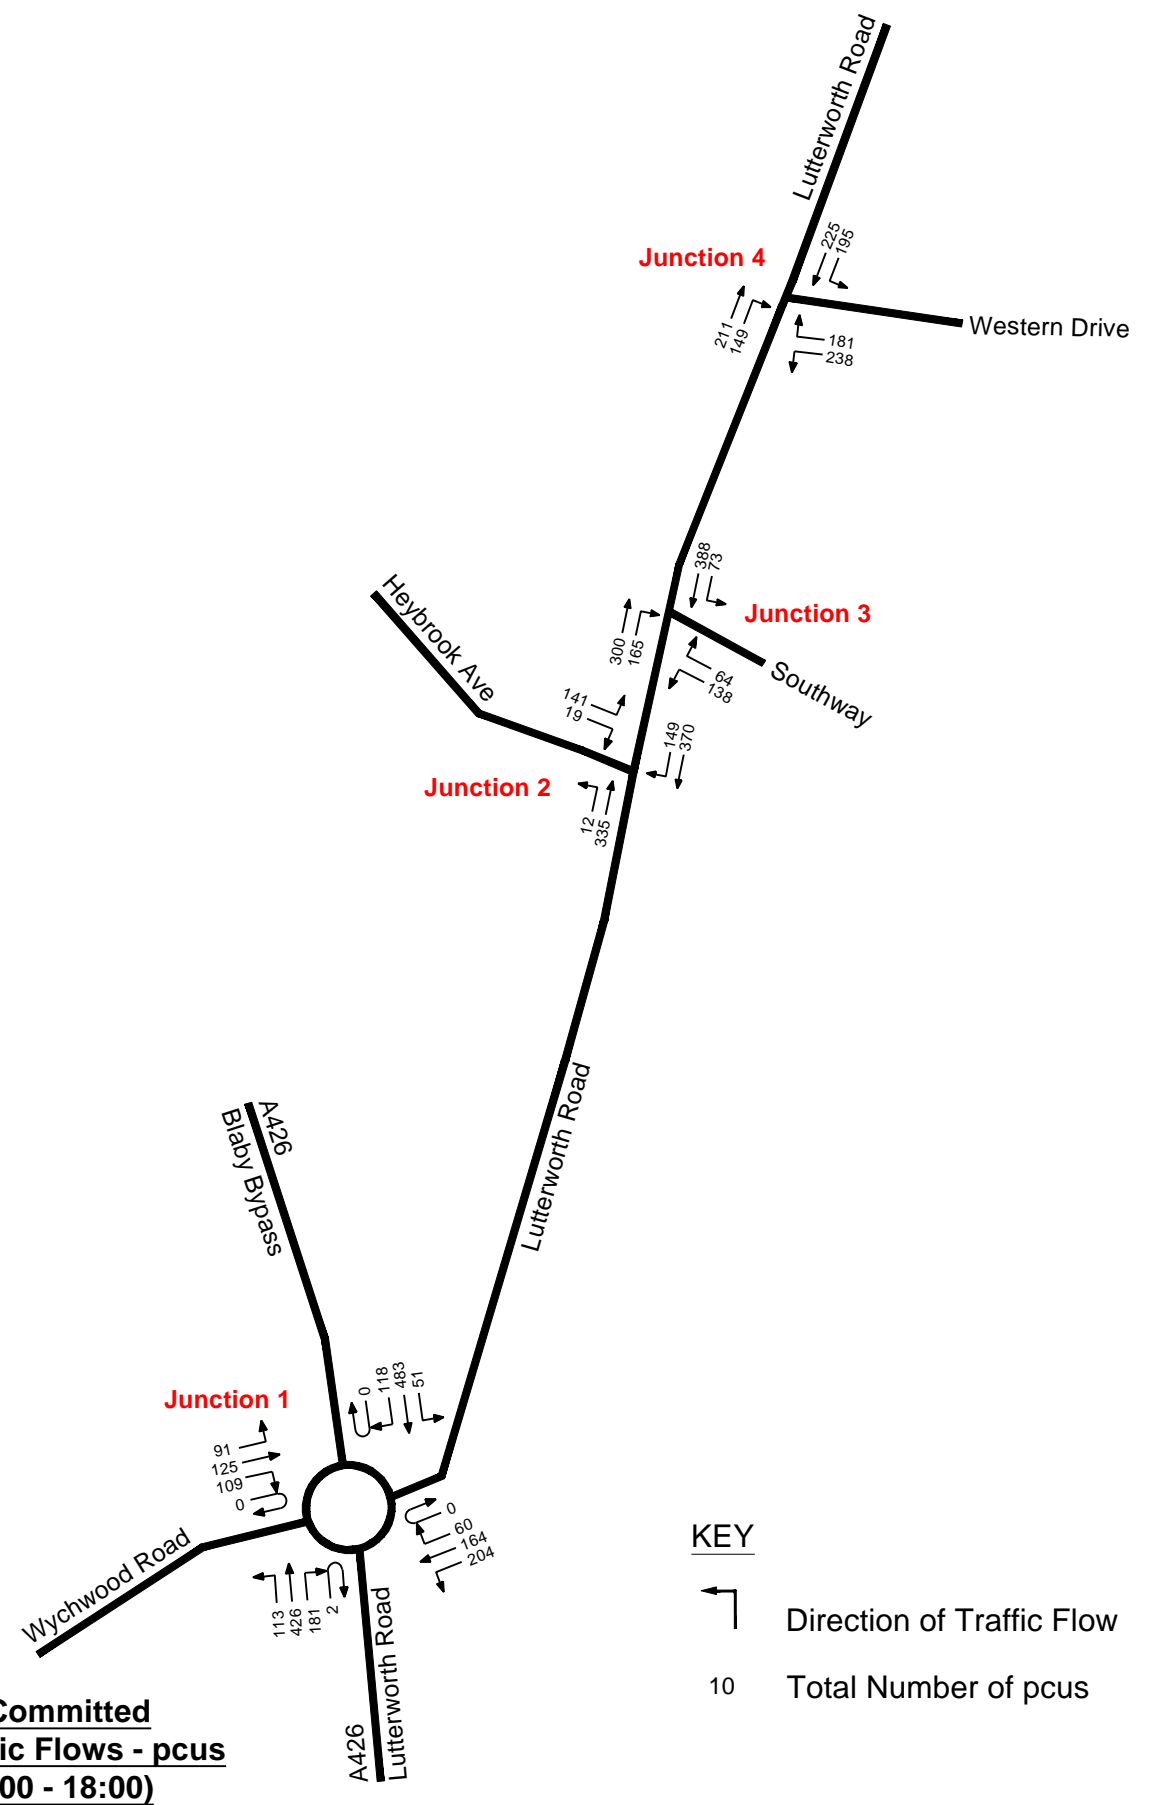 Lutterworth Road
225
195
Junction 4
211
149
Western Drive
181
238
388
73
Junction 3
Heybrook Ave
300
165
64
138
Southway
141
19
149
370
Junction 2
12
335
Lutterworth Road
A426
Blaby Bypass
0
118
483
51
Junction 1
91
125
109
0
0
60
164
204
Wychwood Road
113
426
181
2
A426
Lutterworth Road
KEY
Direction of Traffic Flow
10 Total Number of pcus
Committed
ic Flows - pcus
00 - 18:00)